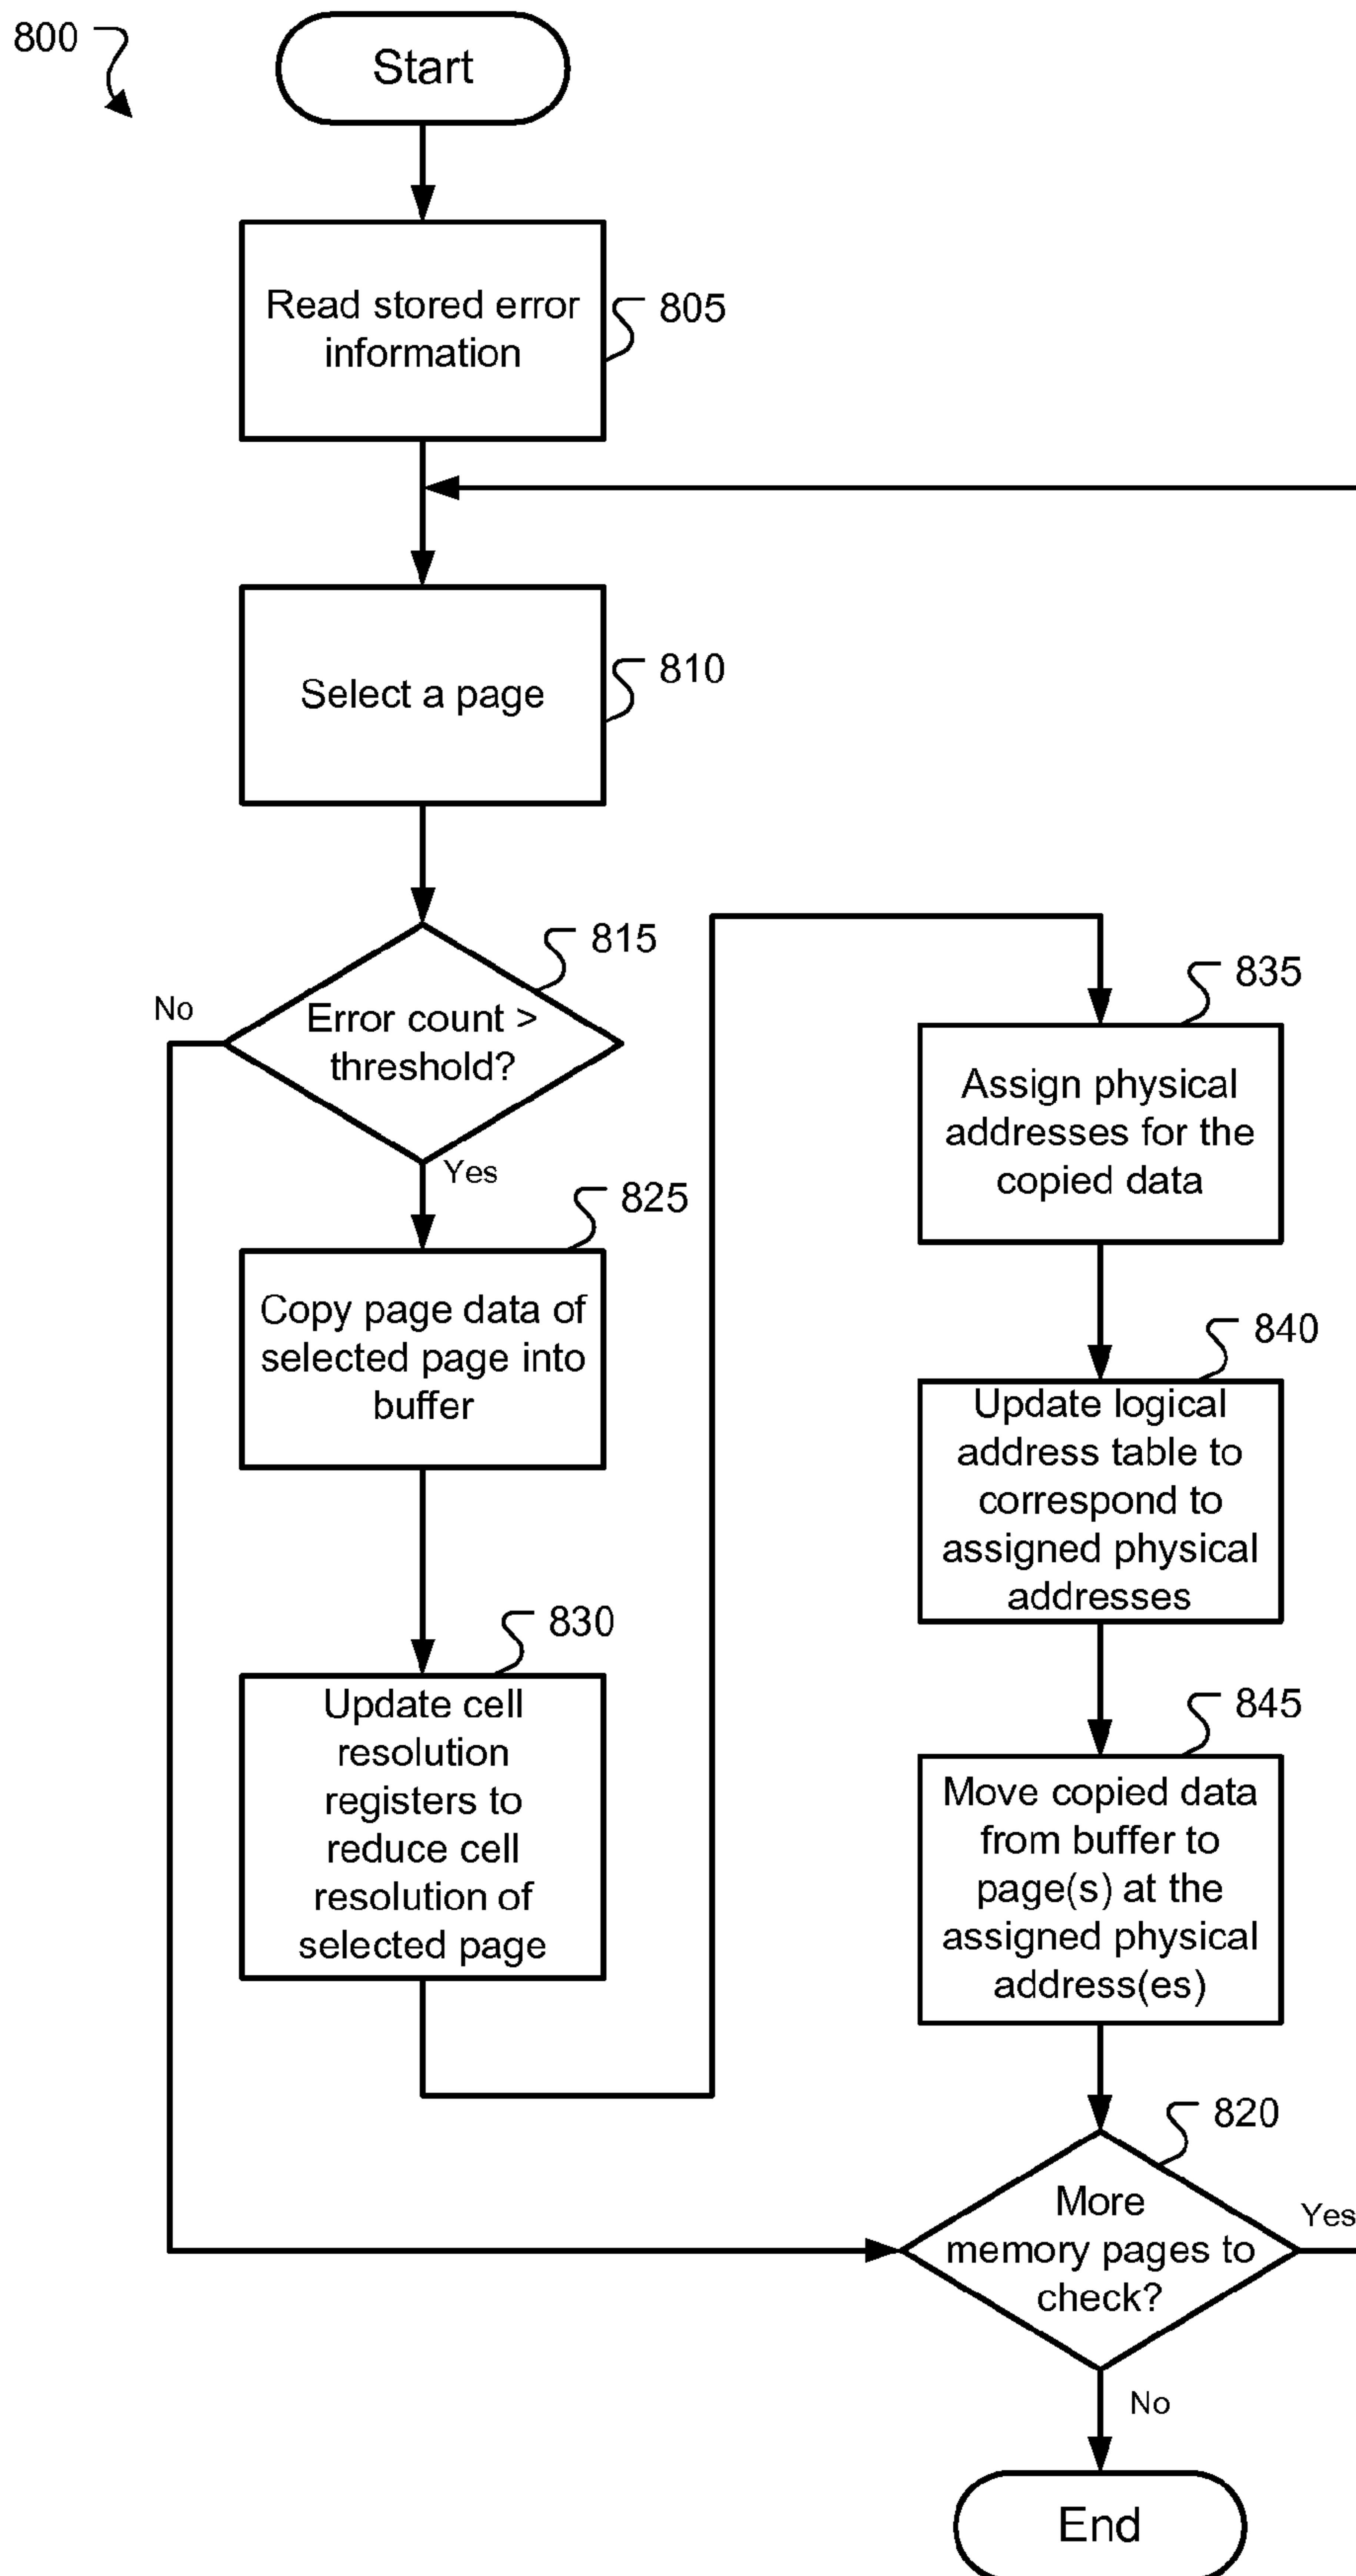 800
Start
Read stored error
information
805
Select a page
810
815
Error count >
threshold?
No
Yes
825
Copy page data of
selected page into
buffer
830
Update cell
resolution
registers to
reduce cell
resolution of
selected page
835
Assign physical
addresses for the
copied data
840
Update logical
address table to
correspond to
assigned physical
addresses
845
Move copied data
from buffer to
page(s) at the
assigned physical
address(es)
820
More
memory pages to
check?
Yes
No
End